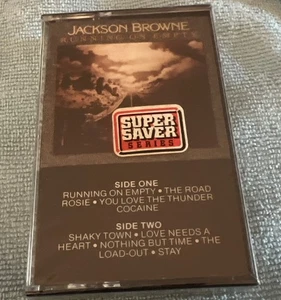 JACKSON BROWNE
RUNNING ON EMPTY
SUPER
SAVER
SERIES
SIDE ONE
RUNNING ON EMPTY • THE ROAD
ROSIE • YOU LOVE THE THUNDER
COCAINE
SIDE TWO
SHAKY TOWN • LOVE NEEDS A
HEART • NOTHING BUT TIME • THE
LOAD-OUT • STAY